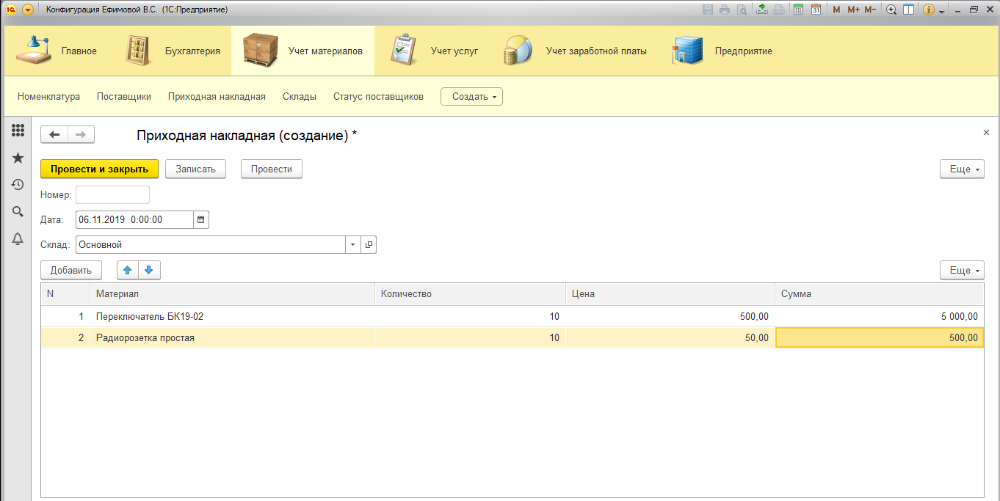 Конфигурация Ефимовой В.С. (1С:Предприятие)
M M+ M-
Главное Бухгалтерия Учет материалов Учет услуг Учет заработной платы Предприятие
Номенклатура Поставщики Приходная накладная Склады Статус поставщиков Создать
Приходная накладная (создание) *
Провести и закрыть Записать Провести Еще
Номер:
Дата: 06.11.2019 0:00:00
Склад: Основной
Добавить Еще
N Материал Количество Цена Сумма
1 Переключатель БК19-02 10 500,00 5 000,00
2 Радиорозетка простая 10 50,00 500,00